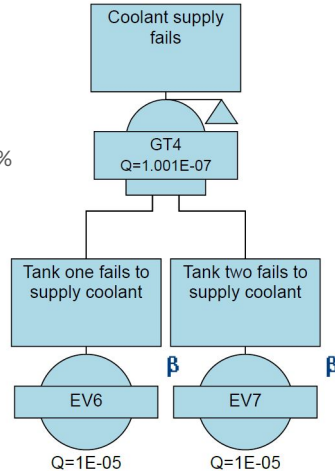 Coolant supply
fails
%
GT4
Q=1.001E-07
Tank one fails to
supply coolant
Tank two fails to
supply coolant
β
β
EV6
EV7
Q=1E-05
Q=1E-05